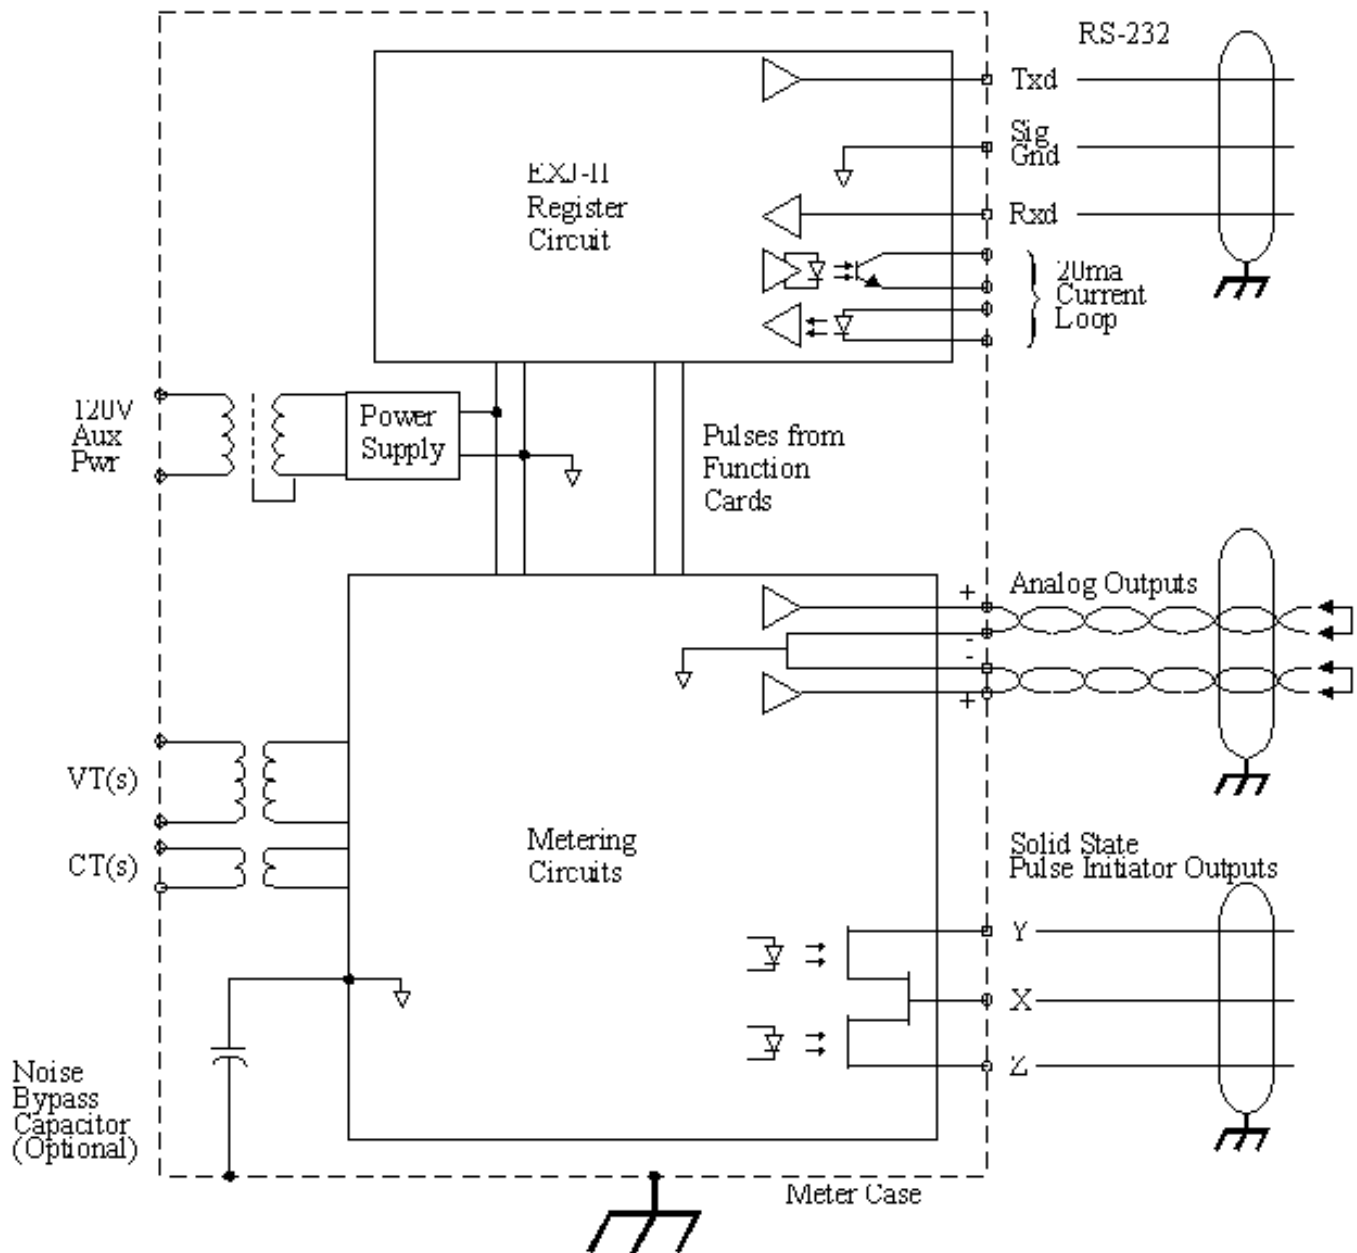 RS-232
Txd
Sig
Gnd
Rxd
20ma
Current
Loop
EXJ-II
Register
Circuit
120V
Aux
Pwr
Power
Supply
Pulses from
Function
Cards
+
-
-
+
Analog Outputs
VT(s)
CT(s)
Metering
Circuits
Solid State
Pulse Initiator Outputs
Y
X
Z
Noise
Bypass
Capacitor
(Optional)
Meter Case